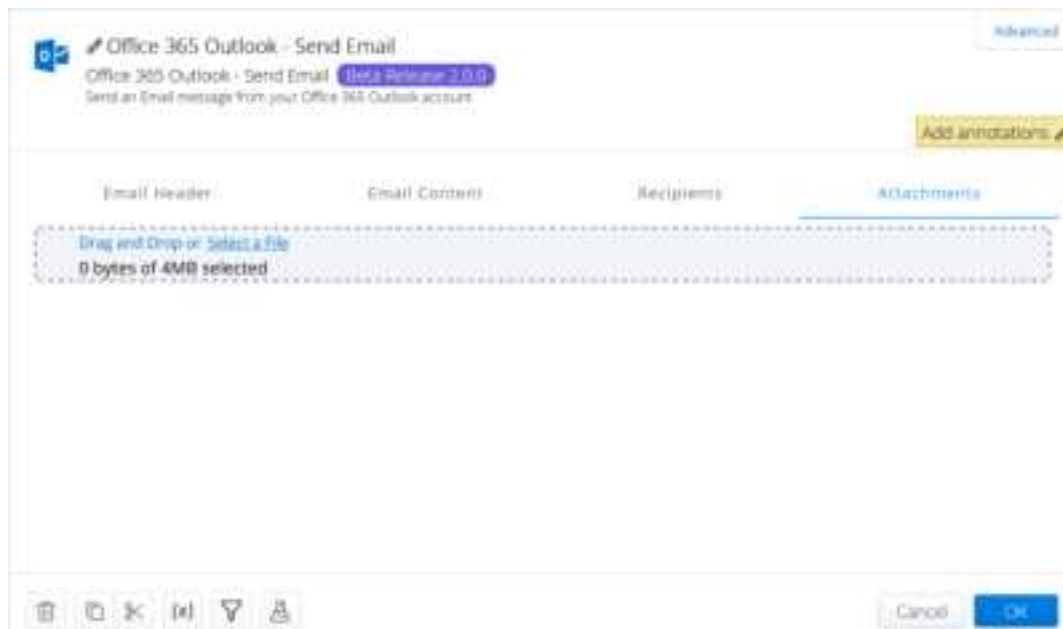 Advanced
Office 365 Outlook - Send Email
Office 365 Outlook - Send Email Beta Release 2.0.0
Send an Email message from your Office 365 Outlook account
Add annotations
Email Header Email Content Recipients Attachments
Drag and Drop or Select a File
0 bytes of 4MB selected
Cancel OK